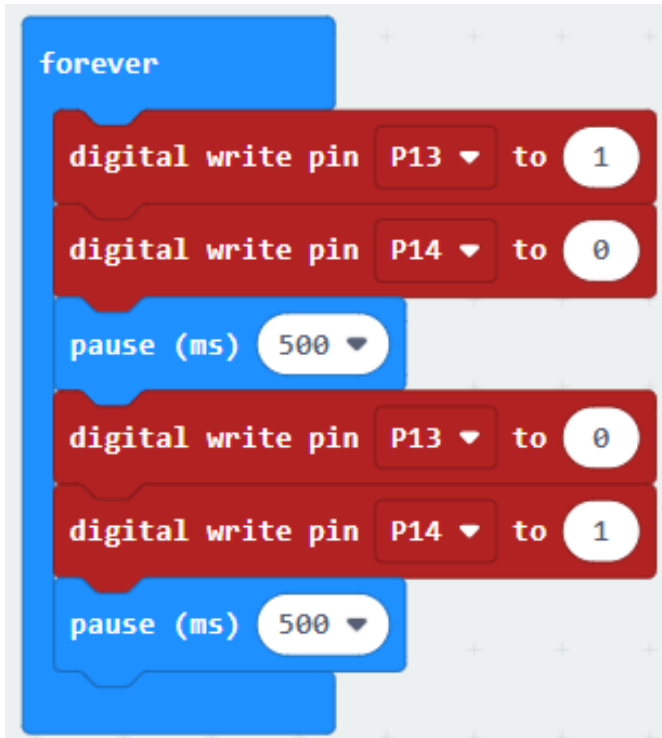 forever
digital write pin P13 to 1
digital write pin P14 to 0
pause (ms) 500
digital write pin P13 to 0
digital write pin P14 to 1
pause (ms) 500